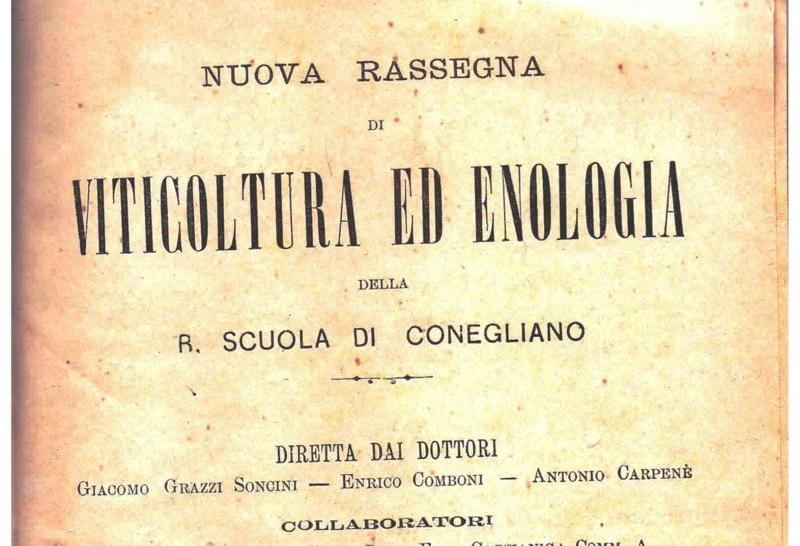 NUOVA RASSEGNA
DI
VITICOLTURA ED ENOLOGIA
DELLA
R. SCUOLA DI CONEGLIANO
DIRETTA DAI DOTTORI
GIACOMO GRAZZI SONCINI — ENRICO COMBONI — ANTONIO CARPENÈ
COLLABORATORI
COMM. A.